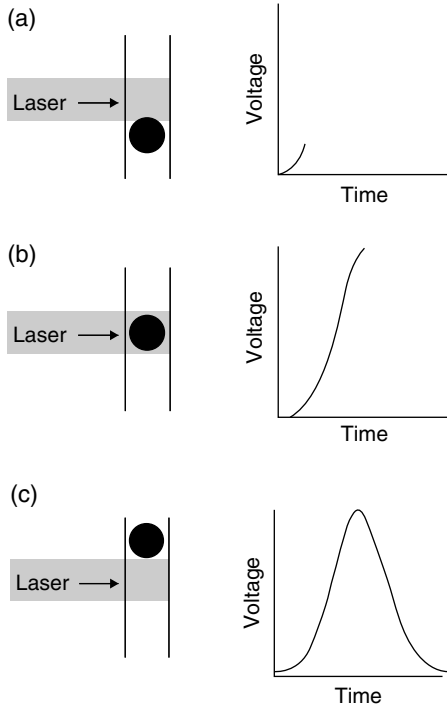 (a)
Laser
Voltage
Time
(b)
Laser
Voltage
Time
(c)
Laser
Voltage
Time